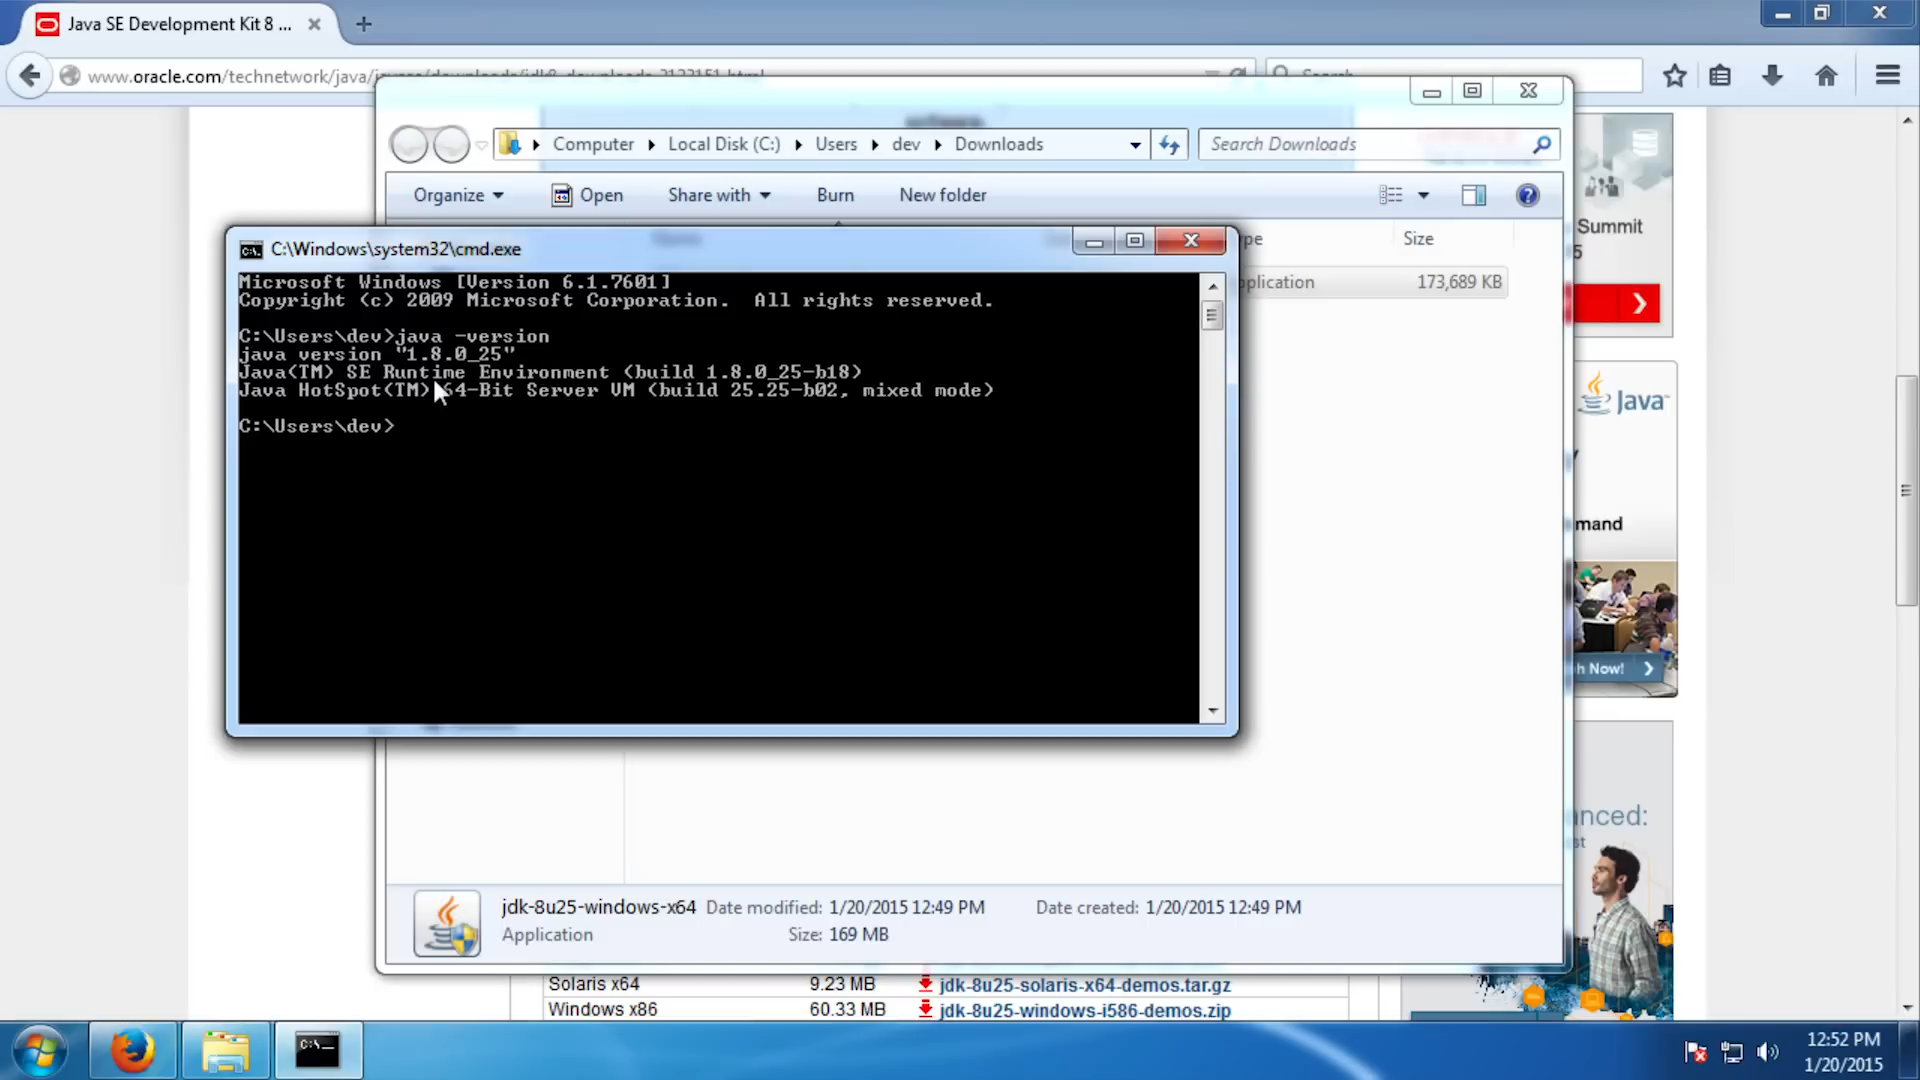 Java SE Development Kit 8 ...
www.oracle.com/technetwork/java/
Computer
Local Disk (C:)
Users
dev
Downloads
Search Downloads
Organize
Open
Share with
Burn
New folder
Size
173,689 KB
C:\Windows\system32\cmd.exe
Microsoft Windows [Version 6.1.7601]
Copyright (c) 2009 Microsoft Corporation.  All rights reserved.
C:\Users\dev>java -version
java version "1.8.0_25"
Java(TM) SE Runtime Environment (build 1.8.0_25-b18)
Java HotSpot(TM) 64-Bit Server VM (build 25.25-b02, mixed mode)
C:\Users\dev>
Summit
5
Java™
mand
h Now!
anced:
st
jdk-8u25-windows-x64 Date modified: 1/20/2015 12:49 PM Date created: 1/20/2015 12:49 PM
Application Size: 169 MB
Solaris x64 9.23 MB jdk-8u25-solaris-x64-demos.tar.gz
Windows x86 60.33 MB jdk-8u25-windows-i586-demos.zip
12:52 PM
1/20/2015